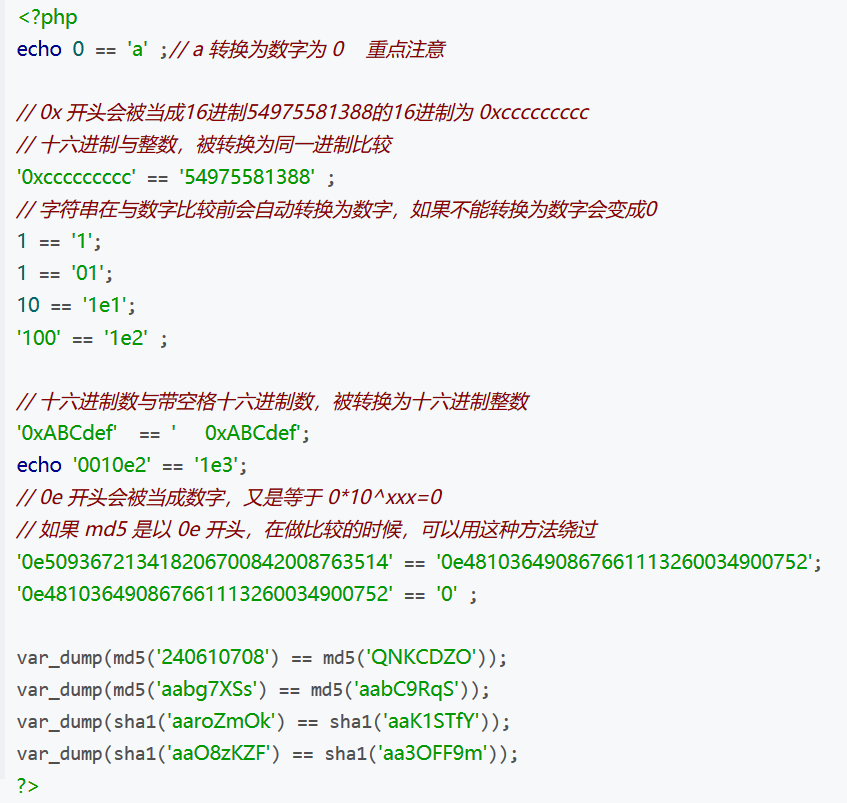 <?php
echo 0 == 'a' ;// a 转换为数字为 0    重点注意
// 0x 开头会被当成16进制54975581388的16进制为 0xccccccccc
// 十六进制与整数，被转换为同一进制比较
'0xccccccccc' == '54975581388' ;
// 字符串在与数字比较前会自动转换为数字，如果不能转换为数字会变成0
1 == '1';
1 == '01';
10 == '1e1';
'100' == '1e2' ;
// 十六进制数与带空格十六进制数，被转换为十六进制整数
'0xABCdef'  == '   0xABCdef';
echo '0010e2' == '1e3';
// 0e 开头会被当成数字，又是等于 0*10^xxx=0
// 如果 md5 是以 0e 开头，在做比较的时候，可以用这种方法绕过
'0e509367213418206700842008763514' == '0e481036490867661113260034900752';
'0e481036490867661113260034900752' == '0' ;
var_dump(md5('240610708') == md5('QNKCDZO'));
var_dump(md5('aabg7XSs') == md5('aabC9RqS'));
var_dump(sha1('aaroZmOk') == sha1('aaK1STfY'));
var_dump(sha1('aaO8zKZF') == sha1('aa3OFF9m'));
?>